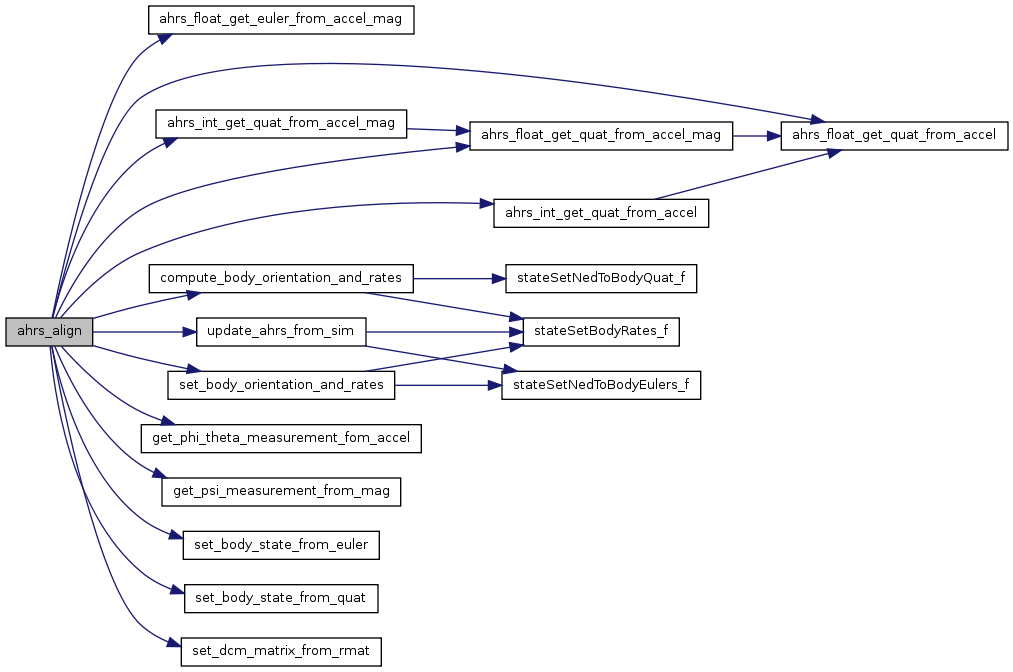 ahrs_float_get_euler_from_accel_mag
ahrs_int_get_quat_from_accel_mag
ahrs_float_get_quat_from_accel_mag
ahrs_float_get_quat_from_accel
ahrs_int_get_quat_from_accel
compute_body_orientation_and_rates
stateSetNedToBodyQuat_f
ahrs_align
update_ahrs_from_sim
stateSetBodyRates_f
set_body_orientation_and_rates
stateSetNedToBodyEulers_f
get_phi_theta_measurement_fom_accel
get_psi_measurement_from_mag
set_body_state_from_euler
set_body_state_from_quat
set_dcm_matrix_from_rmat